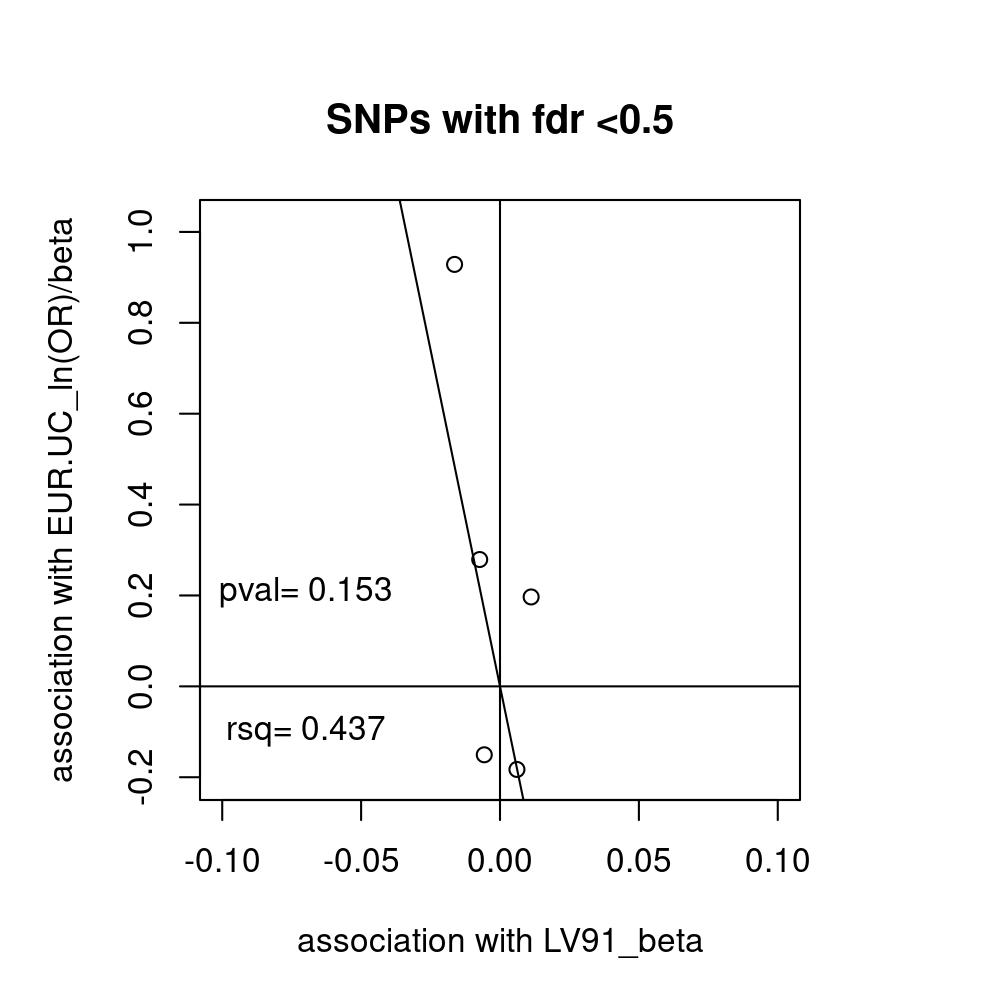 SNPs with fdr <0.5
association with EUR.UC_ln(OR)/beta
1.0
0.8
0.6
0.4
0.2
0.0
-0.2
pval= 0.153
rsq= 0.437
-0.10 -0.05 0.00 0.05 0.10
association with LV91_beta